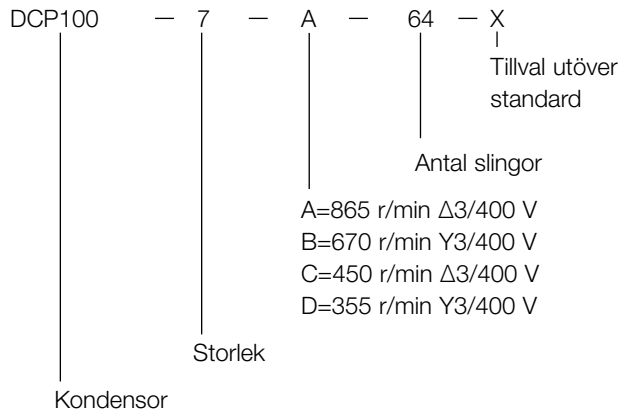 DCP100 — 7 — A — 64 — X
Tillval utöver
standard
Antal slingor
A=865 r/min Δ3/400 V
B=670 r/min Y3/400 V
C=450 r/min Δ3/400 V
D=355 r/min Y3/400 V
Storlek
Kondensor